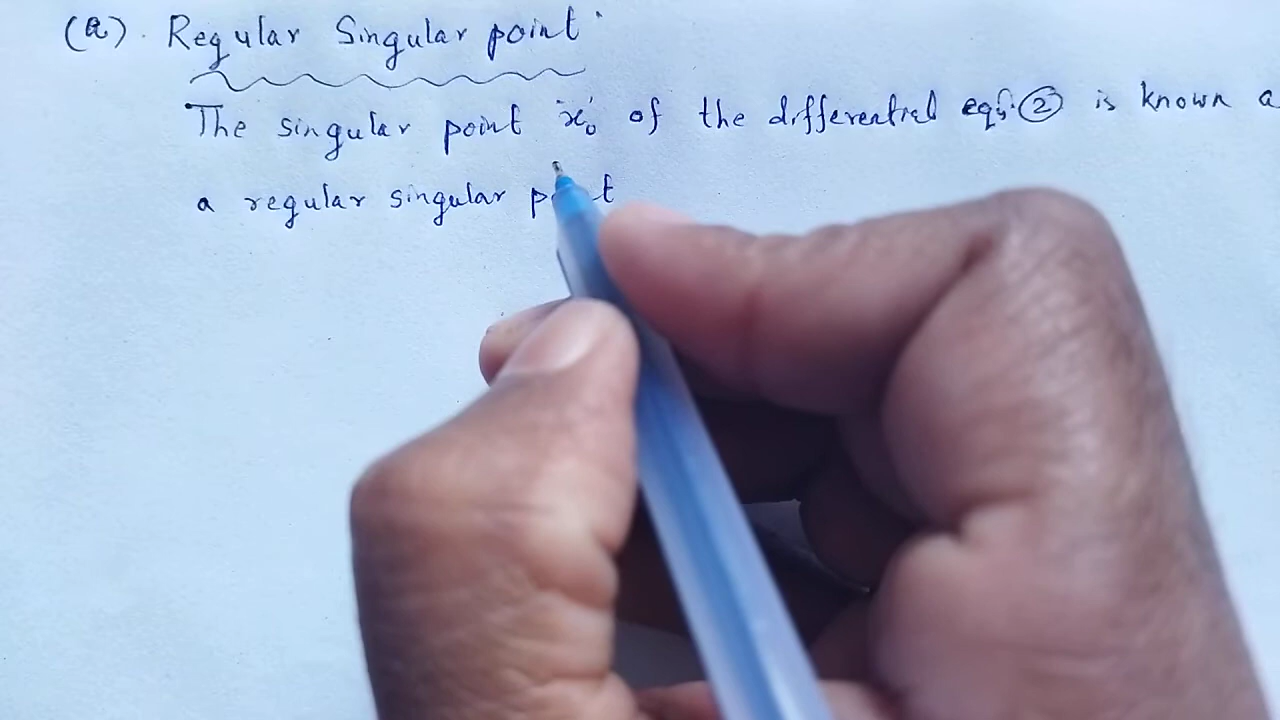 (a). Regular Singular point
The singular point 'x₀' of the differential eqⁿ. ② is known a
a regular singular point